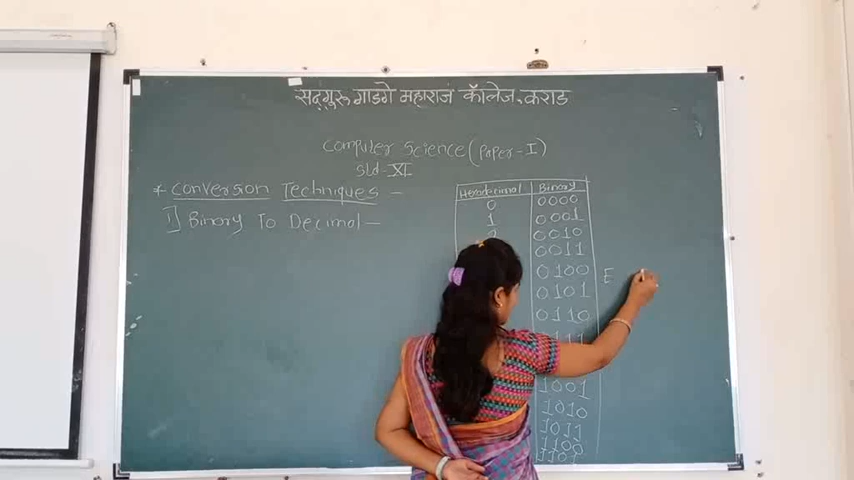 सद्गुरू गाडगे महाराज कॉलेज, कराड
Computer Science (Paper-I)
Std-XI
* Conversion Techniques -
1] Binary To Decimal -
Hexadecimal Binary
0 0000
1 0001
2 0010
0011
0100
0101
0110
1001
1010
1011
1100
1101
E